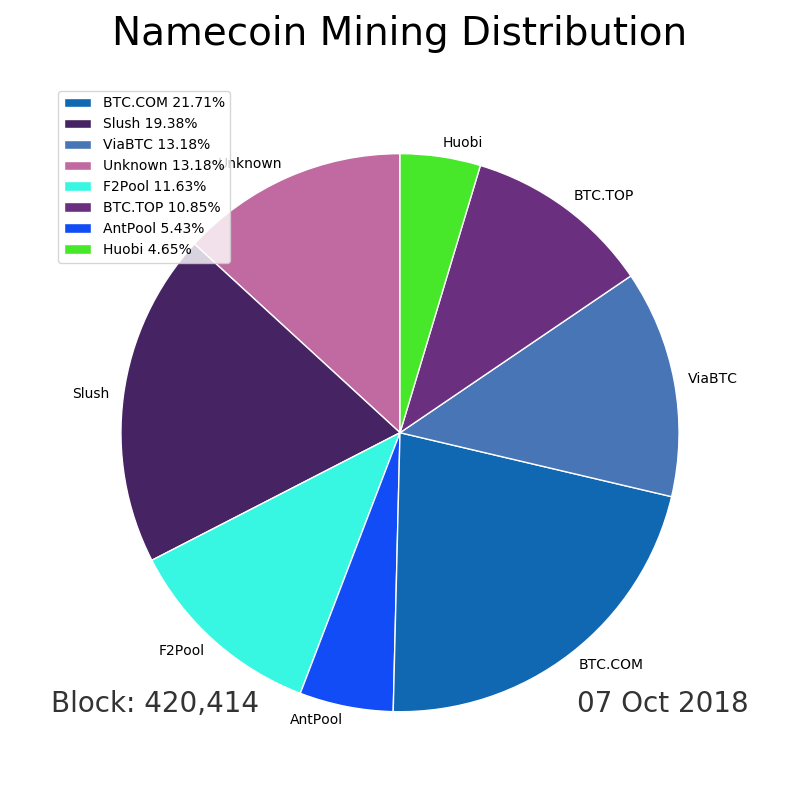 Namecoin Mining Distribution
BTC.COM 21.71%
Slush 19.38%
ViaBTC 13.18%
Unknown 13.18%
F2Pool 11.63%
BTC.TOP 10.85%
AntPool 5.43%
Huobi 4.65%
Unknown
Huobi
BTC.TOP
ViaBTC
Slush
F2Pool
BTC.COM
AntPool
Block: 420,414
07 Oct 2018